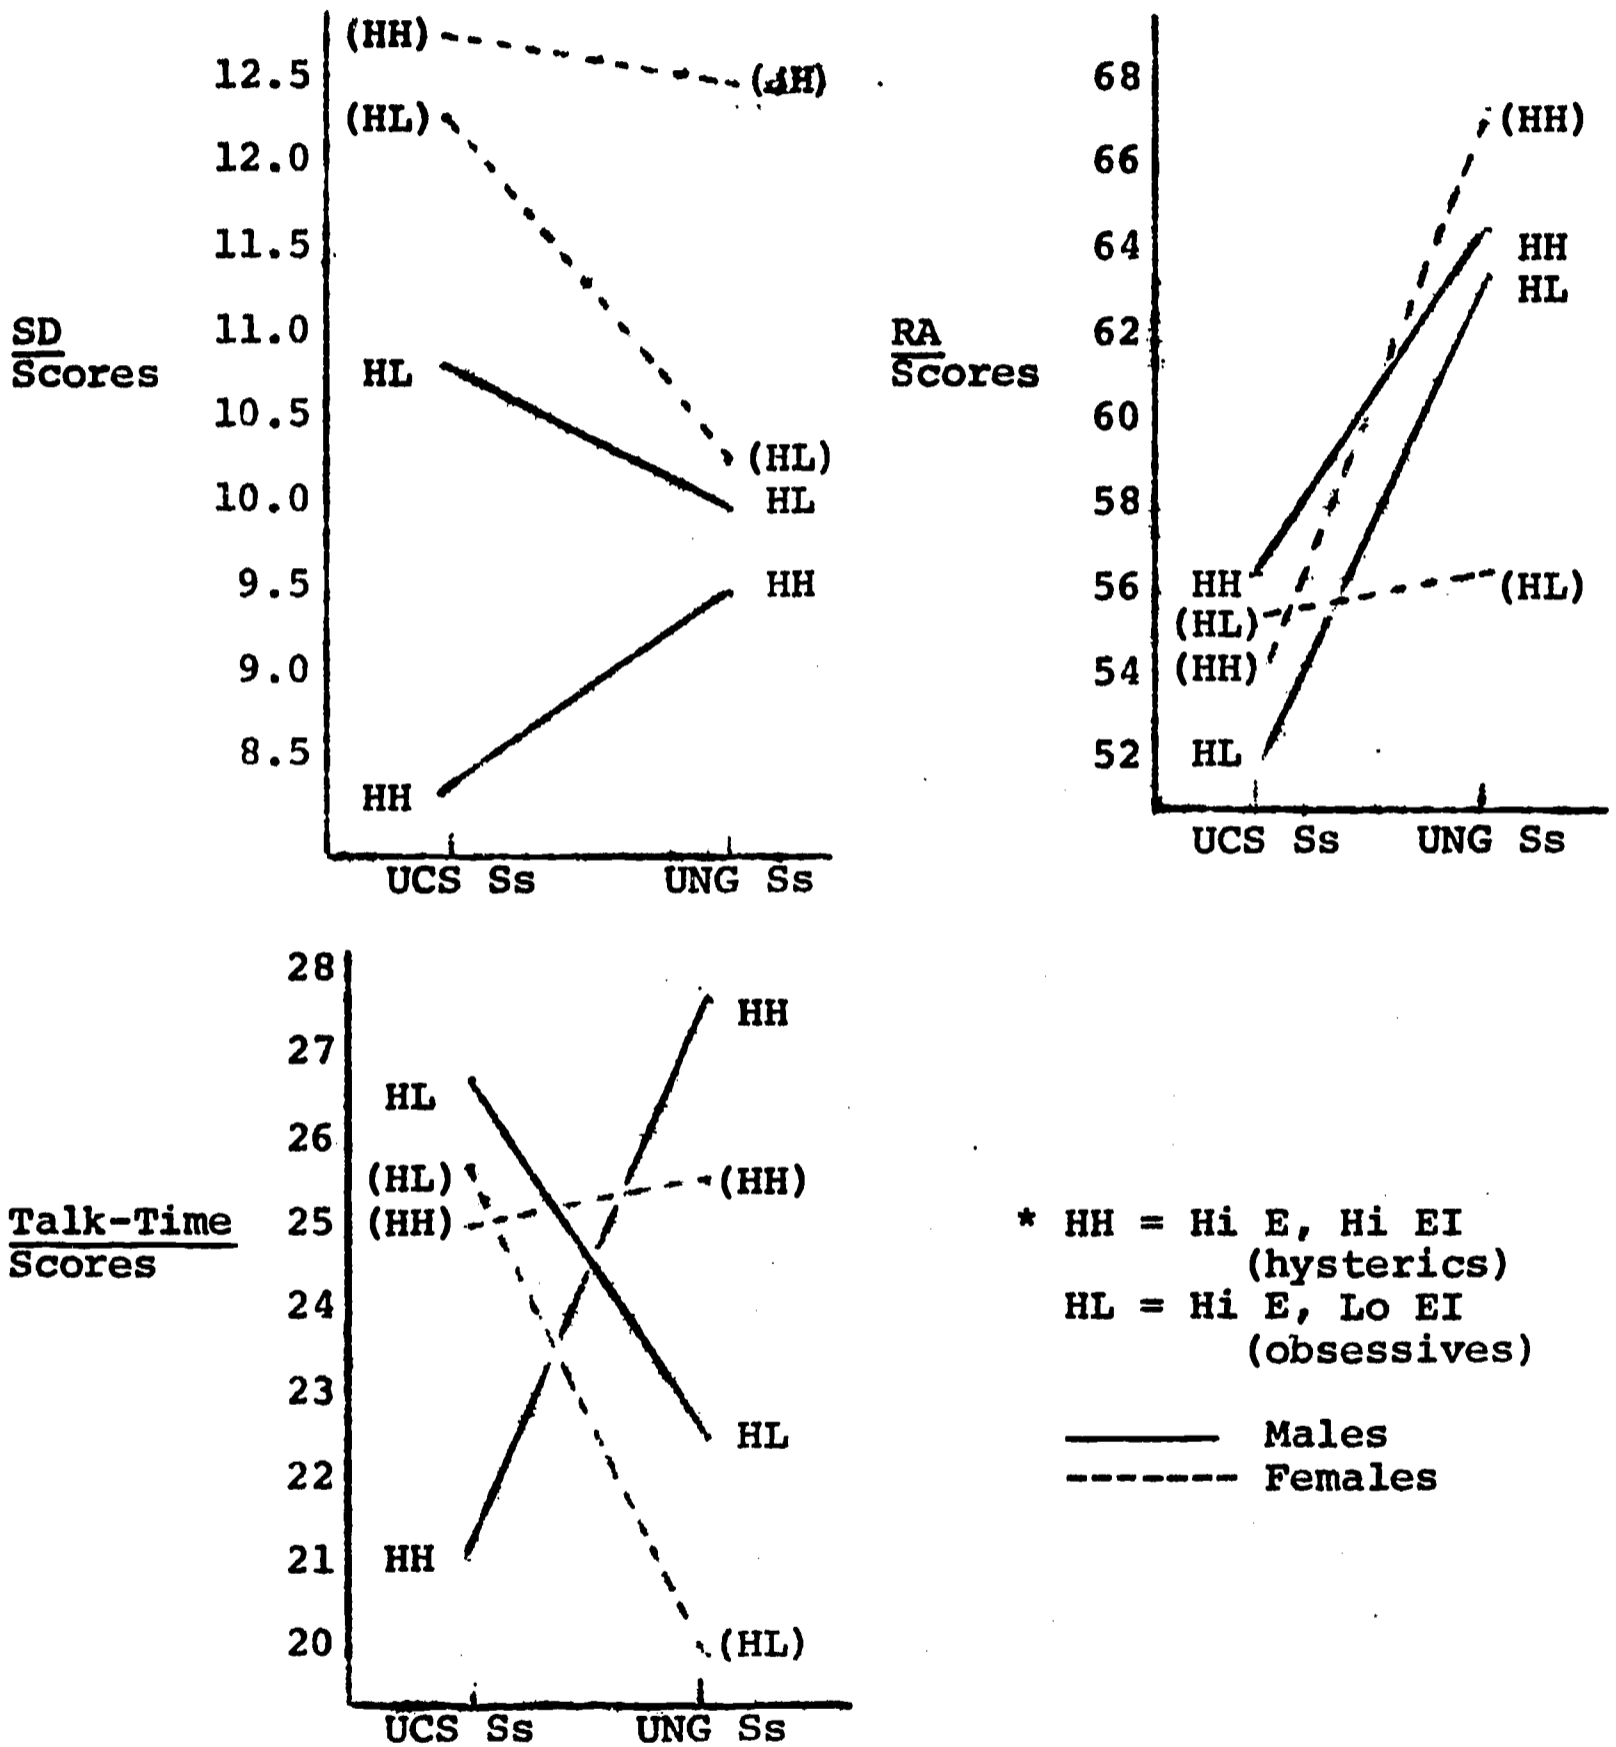 SD
Scores
12.5
12.0
11.5
11.0
10.5
10.0
9.5
9.0
8.5
(HH)
(HL)
HL
HH
(HL)
HL
HH
UCS Ss UNG Ss
RA
Scores
68
66
64
62
60
58
56
54
52
HH
(HL)
(HH)
HL
(HH)
HH
HL
(HL)
UCS Ss UNG Ss
Talk-Time
Scores
28
27
26
25
24
23
22
21
20
HL
(HL)
(HH)
HH
HH
(HH)
HL
(HL)
UCS Ss UNG Ss
* HH = Hi E, Hi EI
(hysterics)
HL = Hi E, Lo EI
(obsessives)
Males
Females